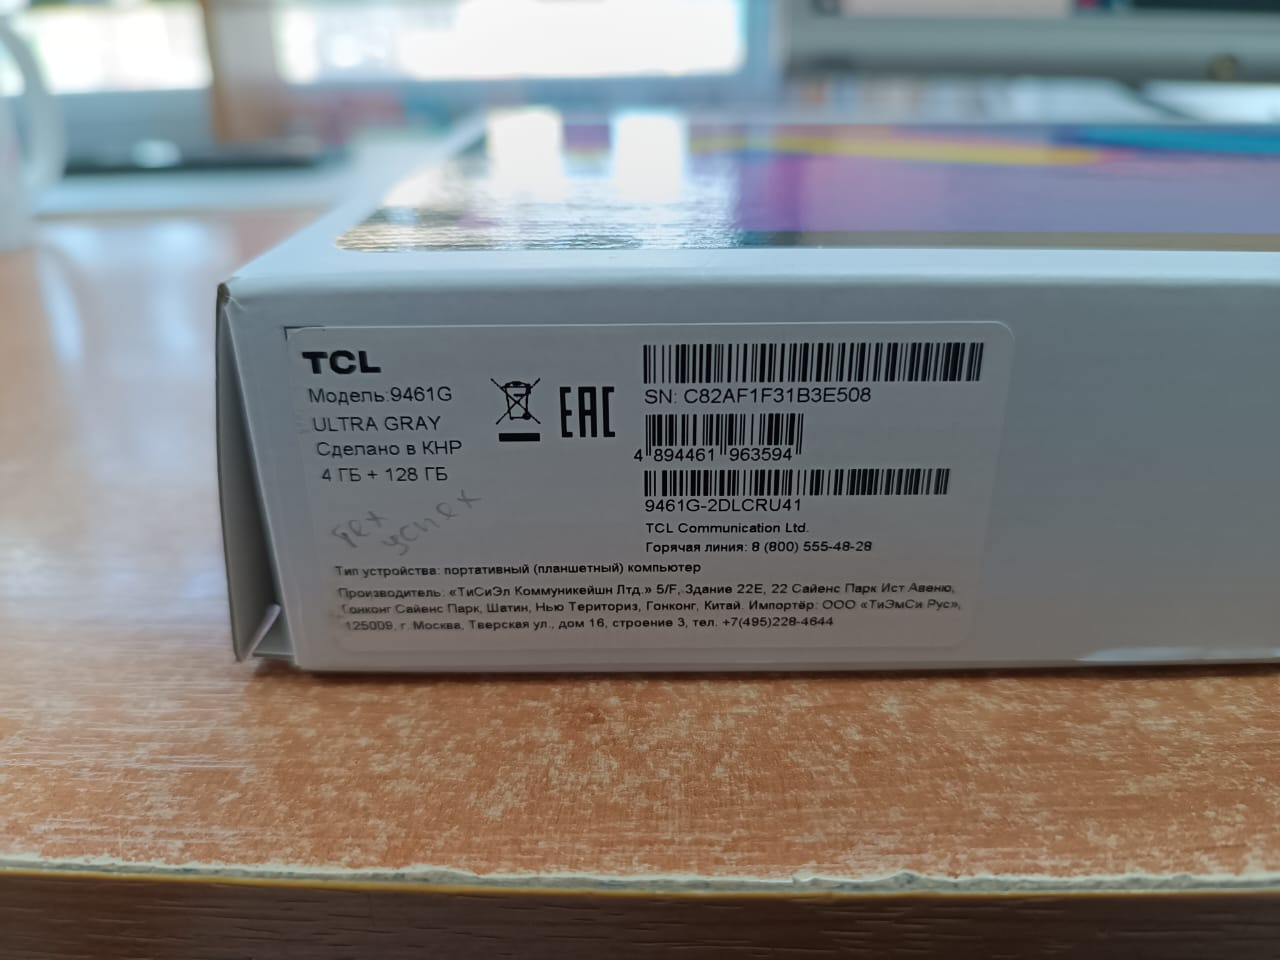 TCL
Модель:9461G
ULTRA GRAY
Сделано в КНР
4 ГБ + 128 ГБ
EAC
SN: C82AF1F31B3E508
4 894461 963594
9461G-2DLCRU41
TCL Communication Ltd.
Горячая линия: 8 (800) 555-48-28
тех
успех
Тип устройства: портативный (планшетный) компьютер
Производитель: «ТиСиЭл Коммуникейшн Лтд.» 5/F, Здание 22E, 22 Сайенс Парк Ист Авеню,
Гонконг Сайенс Парк, Шатин, Нью Териториз, Гонконг, Китай. Импортёр: ООО «ТиЭмСи Рус»,
125009, г. Москва, Тверская ул., дом 16, строение 3, тел. +7(495)228-4644